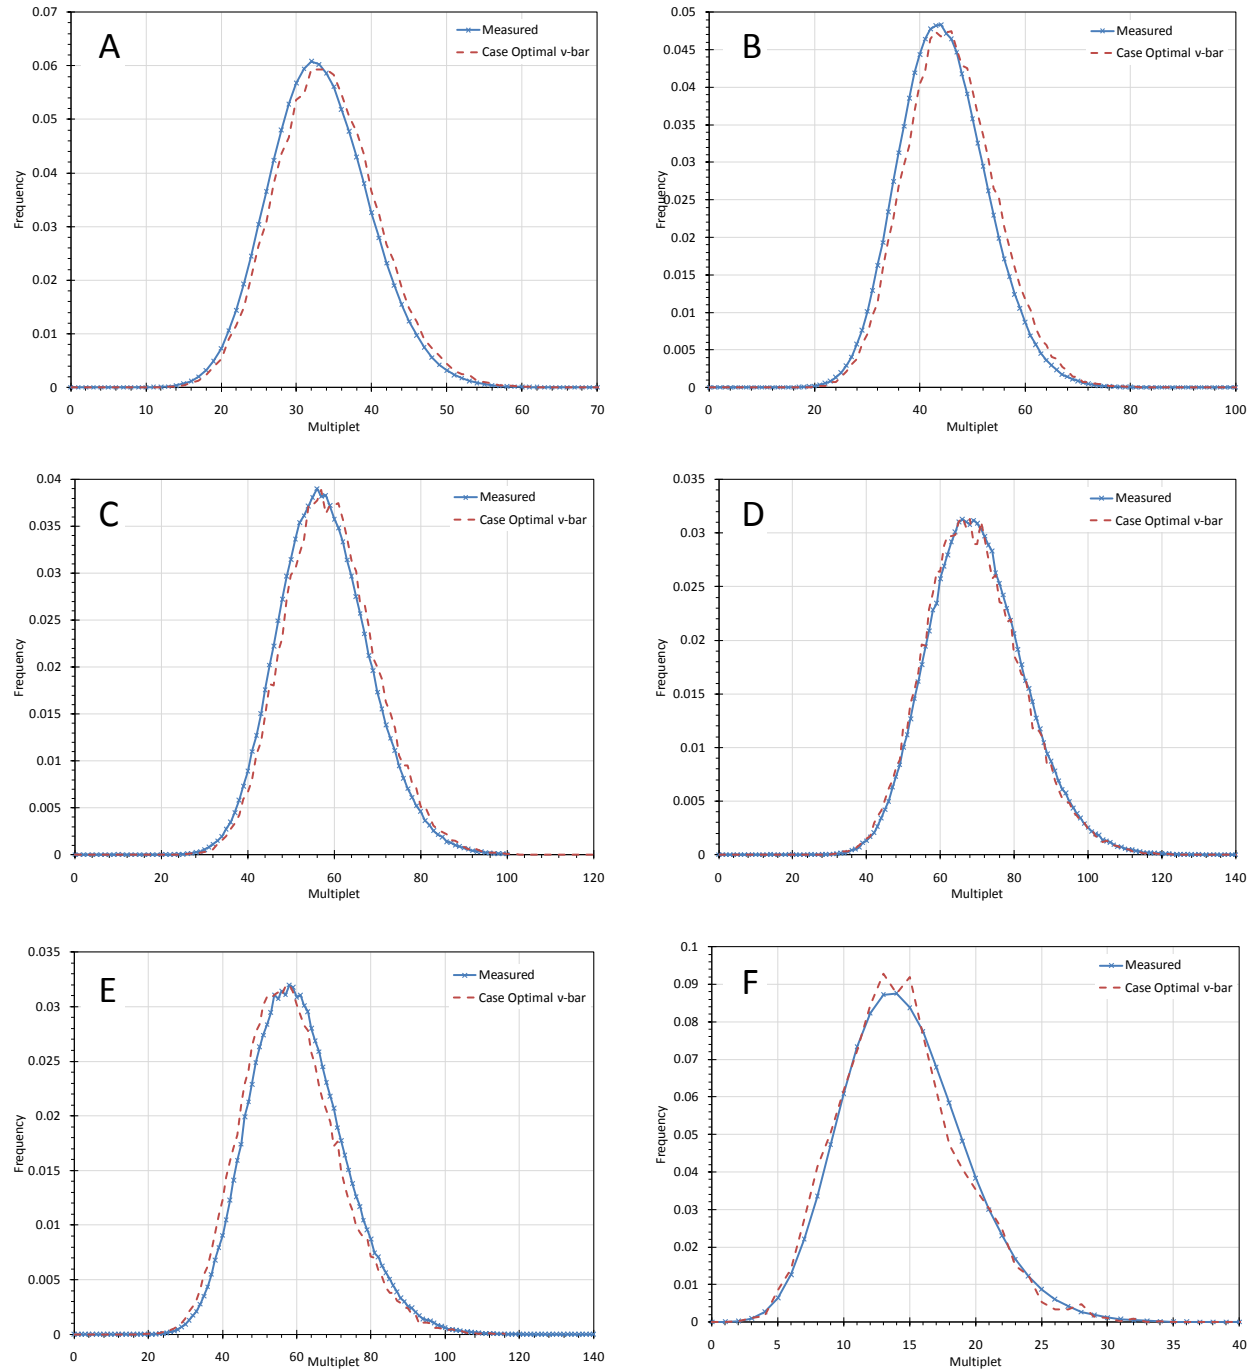 A
Measured
Case Optimal v-bar
0.07
0.06
0.05
0.04
0.03
0.02
0.01
0
Frequency
0 10 20 30 40 50 60 70
Multiplet
B
Measured
Case Optimal v-bar
0.05
0.045
0.04
0.035
0.03
0.025
0.02
0.015
0.01
0.005
0
Frequency
0 20 40 60 80 100
Multiplet
C
Measured
Case Optimal v-bar
0.04
0.035
0.03
0.025
0.02
0.015
0.01
0.005
0
Frequency
0 20 40 60 80 100 120
Multiplet
D
Measured
Case Optimal v-bar
0.035
0.03
0.025
0.02
0.015
0.01
0.005
0
Frequency
0 20 40 60 80 100 120 140
Multiplet
E
Measured
Case Optimal v-bar
0.035
0.03
0.025
0.02
0.015
0.01
0.005
0
Frequency
0 20 40 60 80 100 120 140
Multiplet
F
Measured
Case Optimal v-bar
0.1
0.09
0.08
0.07
0.06
0.05
0.04
0.03
0.02
0.01
0
Frequency
0 5 10 15 20 25 30 35 40
Multiplet